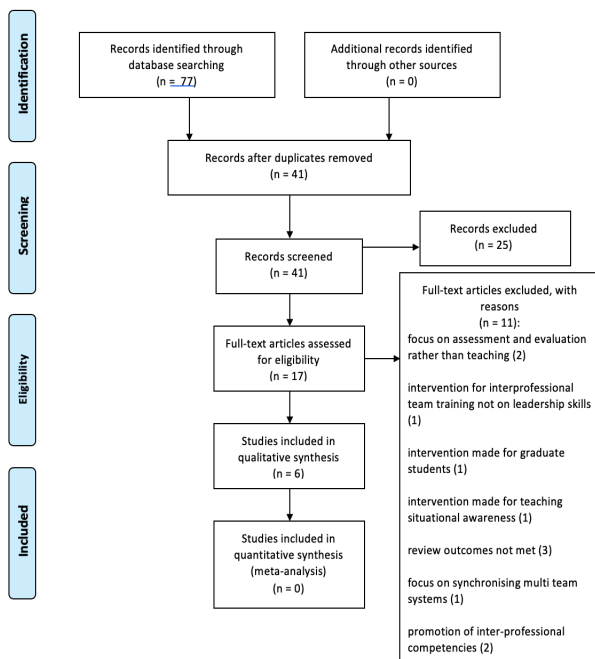 Identification
Records identified through
database searching
(n = 77)
Additional records identified
through other sources
(n = 0)
Records after duplicates removed
(n = 41)
Screening
Records screened
(n = 41)
Records excluded
(n = 25)
Eligibility
Full-text articles assessed
for eligibility
(n = 17)
Full-text articles excluded, with
reasons
(n = 11):
focus on assessment and evaluation
rather than teaching (2)
intervention for interprofessional
team training not on leadership skills
(1)
intervention made for graduate
students (1)
intervention made for teaching
situational awareness (1)
review outcomes not met (3)
focus on synchronising multi team
systems (1)
promotion of inter-professional
competencies (2)
Studies included in
qualitative synthesis
(n = 6)
Included
Studies included in
quantitative synthesis
(meta-analysis)
(n = 0)